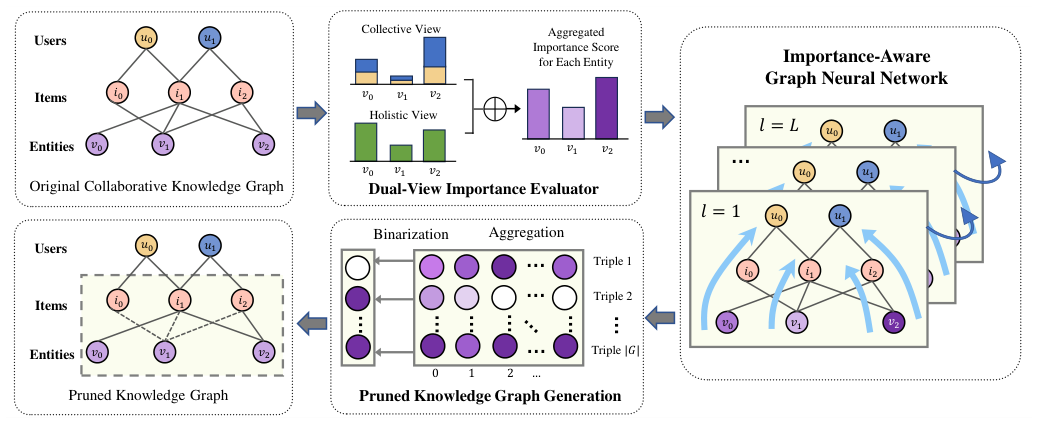 Users
u₀
u₁
Items
i₀
i₁
i₂
Entities
v₀
v₁
v₂
Original Collaborative Knowledge Graph
Collective View
v₀
v₁
v₂
Holistic View
v₀
v₁
v₂
Aggregated
Importance Score
for Each Entity
v₀
v₁
v₂
Dual-View Importance Evaluator
Importance-Aware
Graph Neural Network
l = L
u₀
u₁
...
u₀
u₁
l = 1
u₀
u₁
i₀
i₁
i₂
v₀
v₁
v₂
Binarization
Aggregation
Triple 1
...
Triple 2
...
Triple |G|
...
0
1
2
...
Pruned Knowledge Graph Generation
Users
u₀
u₁
Items
i₀
i₁
i₂
Entities
v₀
v₁
v₂
Pruned Knowledge Graph